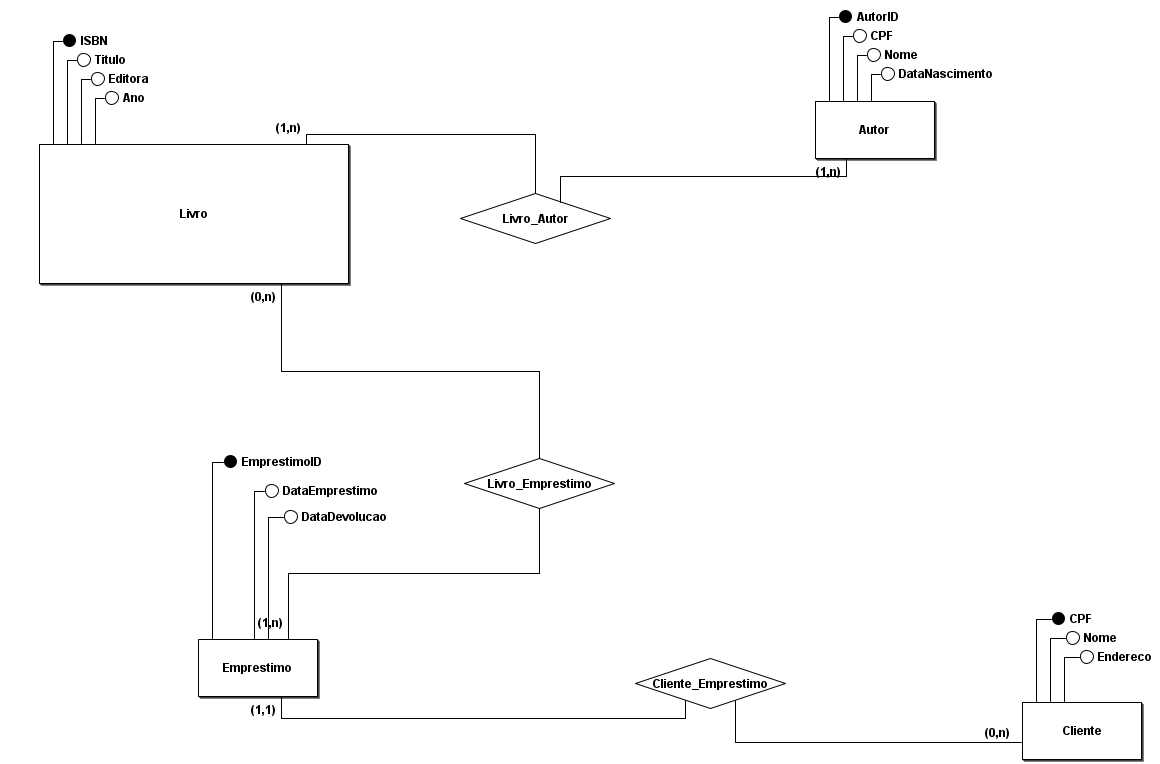 AutorID
CPF
Nome
DataNascimento
Autor
(1,n)
ISBN
Titulo
Editora
Ano
(1,n)
Livro
Livro_Autor
(0,n)
Livro_Emprestimo
EmprestimoID
DataEmprestimo
DataDevolucao
(1,n)
Emprestimo
(1,1)
Cliente_Emprestimo
CPF
Nome
Endereco
(0,n)
Cliente